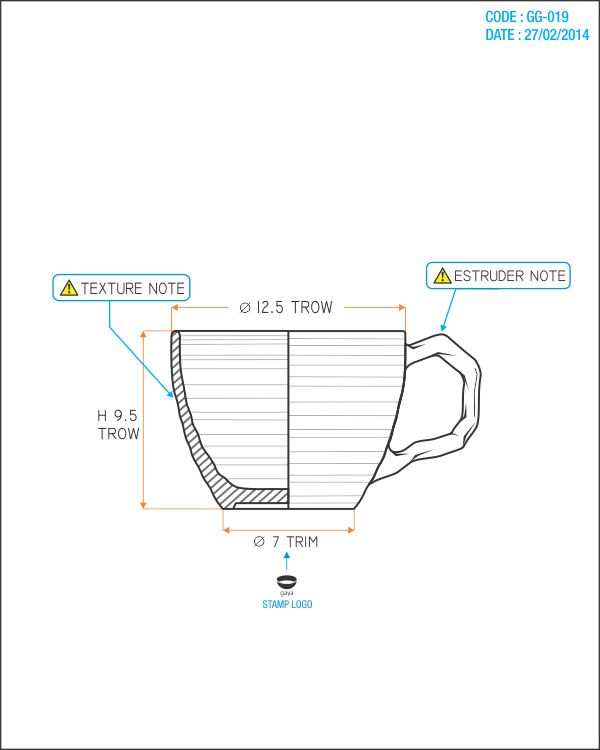 CODE : GG-019
DATE : 27/02/2014
ESTRUDER NOTE
TEXTURE NOTE
Ø 12.5 TROW
H 9.5
TROW
Ø 7 TRIM
gaya
STAMP LOGO